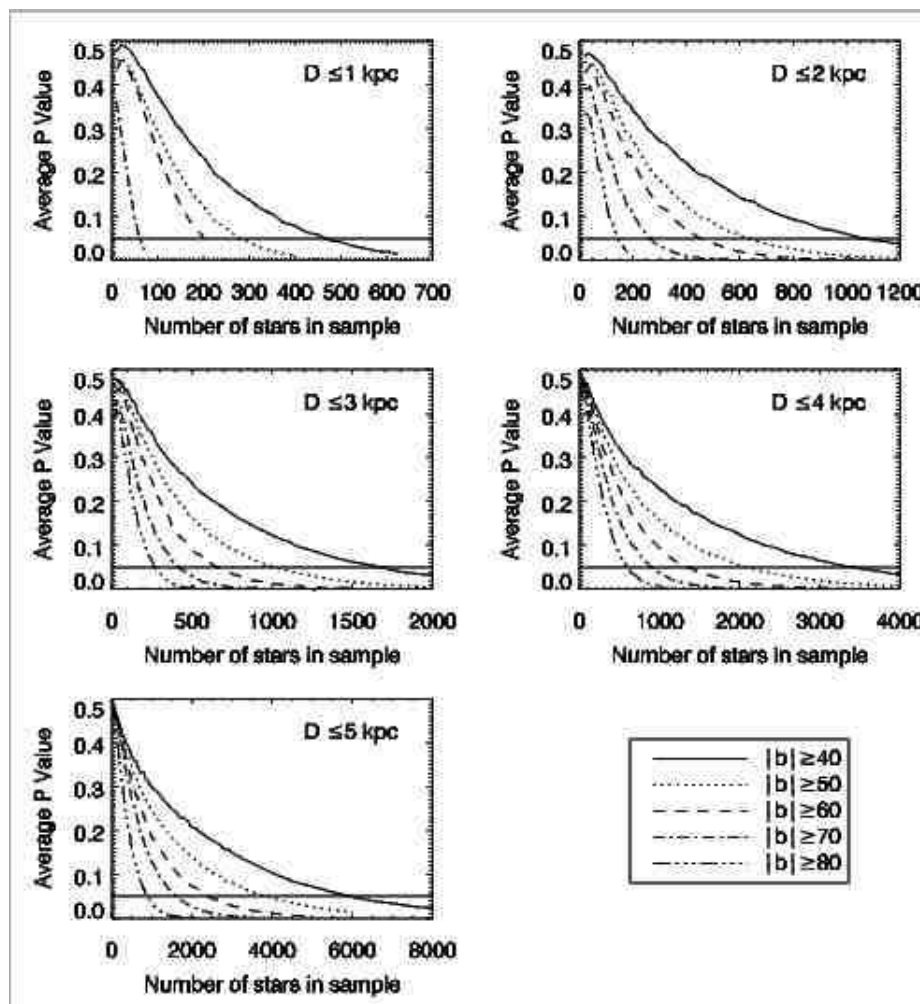 D ≤1 kpc
Average P Value
0.5
0.4
0.3
0.2
0.1
0.0
0 100 200 300 400 500 600 700
Number of stars in sample
D ≤2 kpc
Average P Value
0.5
0.4
0.3
0.2
0.1
0.0
0 200 400 600 800 1000 1200
Number of stars in sample
D ≤3 kpc
Average P Value
0.5
0.4
0.3
0.2
0.1
0.0
0 500 1000 1500 2000
Number of stars in sample
D ≤4 kpc
Average P Value
0.5
0.4
0.3
0.2
0.1
0.0
0 1000 2000 3000 4000
Number of stars in sample
D ≤5 kpc
Average P Value
0.5
0.4
0.3
0.2
0.1
0.0
0 2000 4000 6000 8000
Number of stars in sample
|b|≥40
|b|≥50
|b|≥60
|b|≥70
|b|≥80